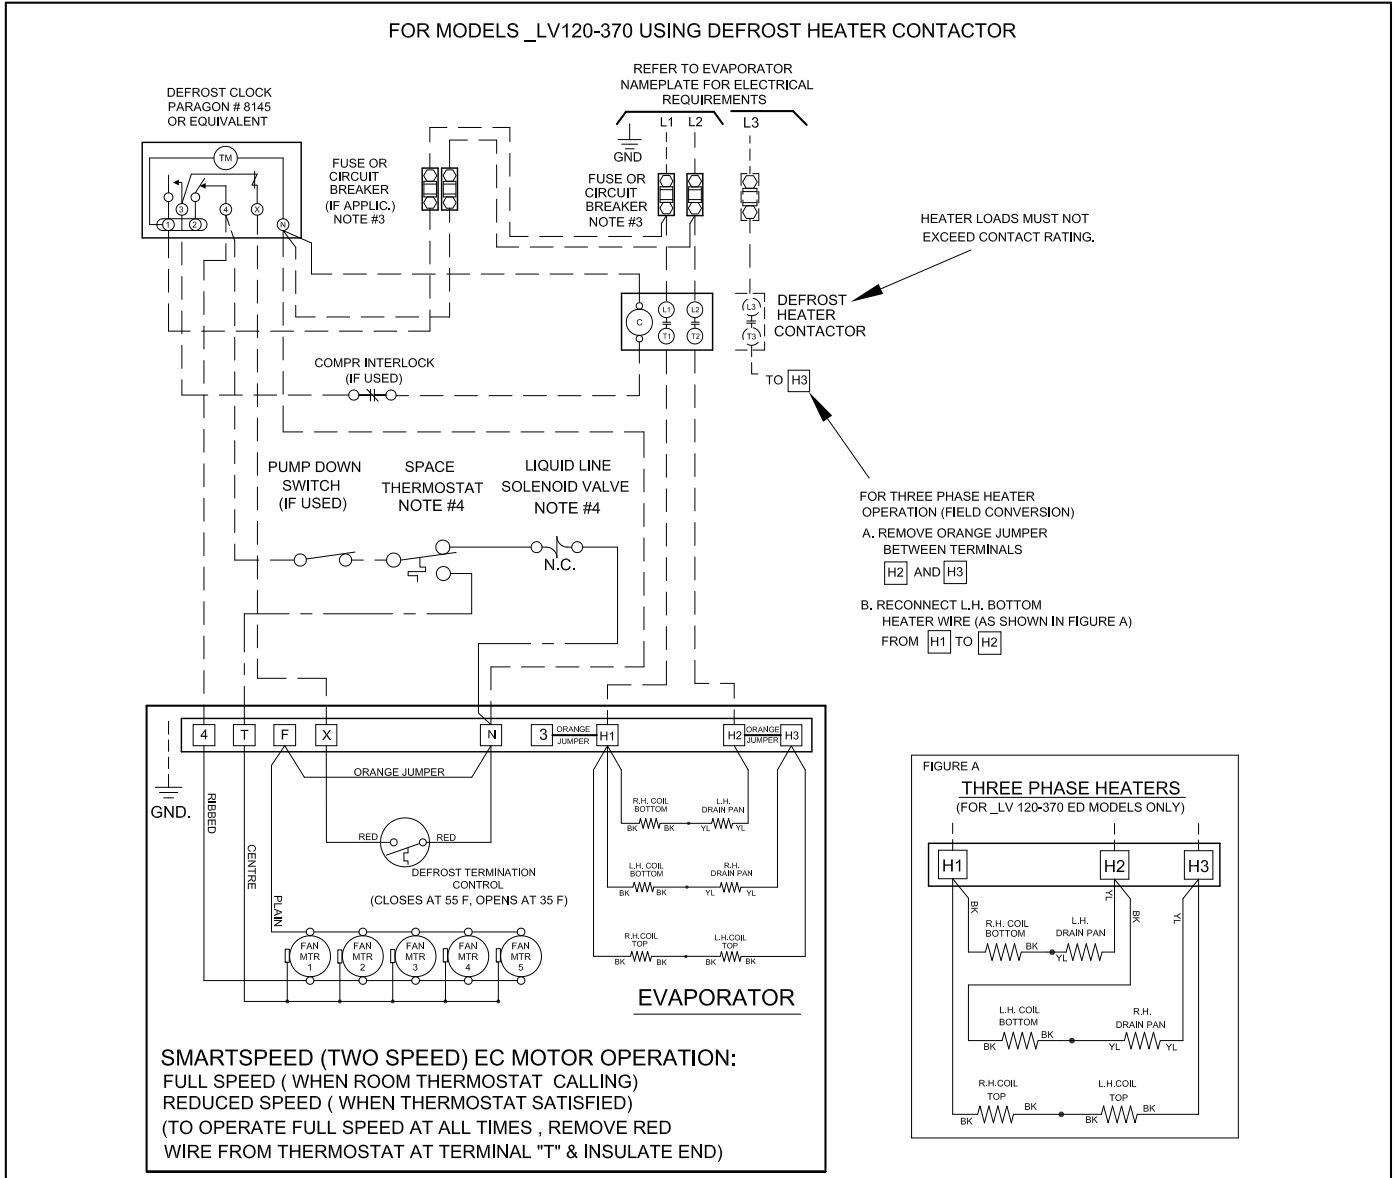 FOR MODELS _LV120-370 USING DEFROST HEATER CONTACTOR
DEFROST CLOCK
PARAGON # 8145
OR EQUIVALENT
TM
3
4
X
1
2
N
FUSE OR
CIRCUIT
BREAKER
(IF APPLIC.)
NOTE #3
REFER TO EVAPORATOR
NAMEPLATE FOR ELECTRICAL
REQUIREMENTS
L1
L2
L3
GND
FUSE OR
CIRCUIT
BREAKER
NOTE #3
HEATER LOADS MUST NOT
EXCEED CONTACT RATING.
C
L1
L2
T1
T2
L3
T3
DEFROST
HEATER
CONTACTOR
TO H3
COMPR INTERLOCK
(IF USED)
PUMP DOWN
SWITCH
(IF USED)
SPACE
THERMOSTAT
NOTE #4
LIQUID LINE
SOLENOID VALVE
NOTE #4
N.C.
FOR THREE PHASE HEATER
OPERATION (FIELD CONVERSION)
A. REMOVE ORANGE JUMPER
BETWEEN TERMINALS
H2 AND H3
B. RECONNECT L.H. BOTTOM
HEATER WIRE (AS SHOWN IN FIGURE A)
FROM H1 TO H2
4
T
F
X
N
3
ORANGE
JUMPER
H1
H2
ORANGE
JUMPER
H3
GND.
RIBBED
CENTRE
PLAIN
ORANGE JUMPER
RED
RED
DEFROST TERMINATION
CONTROL
(CLOSES AT 55 F, OPENS AT 35 F)
R.H. COIL
BOTTOM
L.H.
DRAIN PAN
BK BK YL YL
L.H. COIL
BOTTOM
R.H.
DRAIN PAN
BK BK YL YL
R.H.COIL
TOP
L.H.COIL
TOP
BK BK BK BK
FAN
MTR
1
FAN
MTR
2
FAN
MTR
3
FAN
MTR
4
FAN
MTR
5
EVAPORATOR
SMARTSPEED (TWO SPEED) EC MOTOR OPERATION:
FULL SPEED ( WHEN ROOM THERMOSTAT CALLING)
REDUCED SPEED ( WHEN THERMOSTAT SATISFIED)
(TO OPERATE FULL SPEED AT ALL TIMES , REMOVE RED
WIRE FROM THERMOSTAT AT TERMINAL "T" & INSULATE END)
FIGURE A
THREE PHASE HEATERS
(FOR _LV 120-370 ED MODELS ONLY)
H1
H2
H3
BK
YL
BK
YL
R.H. COIL
BOTTOM
L.H.
DRAIN PAN
BK
YL
L.H. COIL
BOTTOM
R.H.
DRAIN PAN
BK
BK
YL
YL
R.H.COIL
TOP
L.H.COIL
TOP
BK
BK
BK
BK